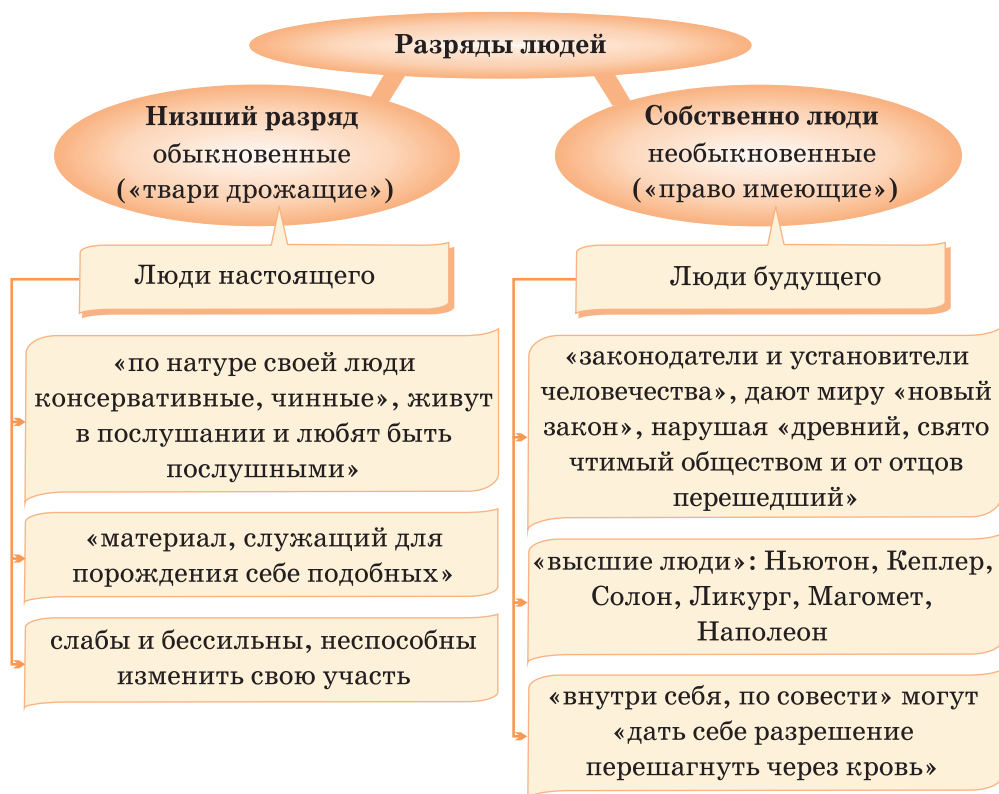 Разряды людей
Низший разряд
обыкновенные
(«твари дрожащие»)
Собственно люди
необыкновенные
(«право имеющие»)
Люди настоящего
«по натуре своей люди
консервативные, чинные», живут
в послушании и любят быть
послушными»
«материал, служащий для
порождения себе подобных»
слабы и бессильны, неспособны
изменить свою участь
Люди будущего
«законодатели и установители
человечества», дают миру «новый
закон», нарушая «древний, свято
чтимый обществом и от отцов
перешедший»
«высшие люди»: Ньютон, Кеплер,
Солон, Ликург, Магомет,
Наполеон
«внутри себя, по совести» могут
«дать себе разрешение
перешагнуть через кровь»